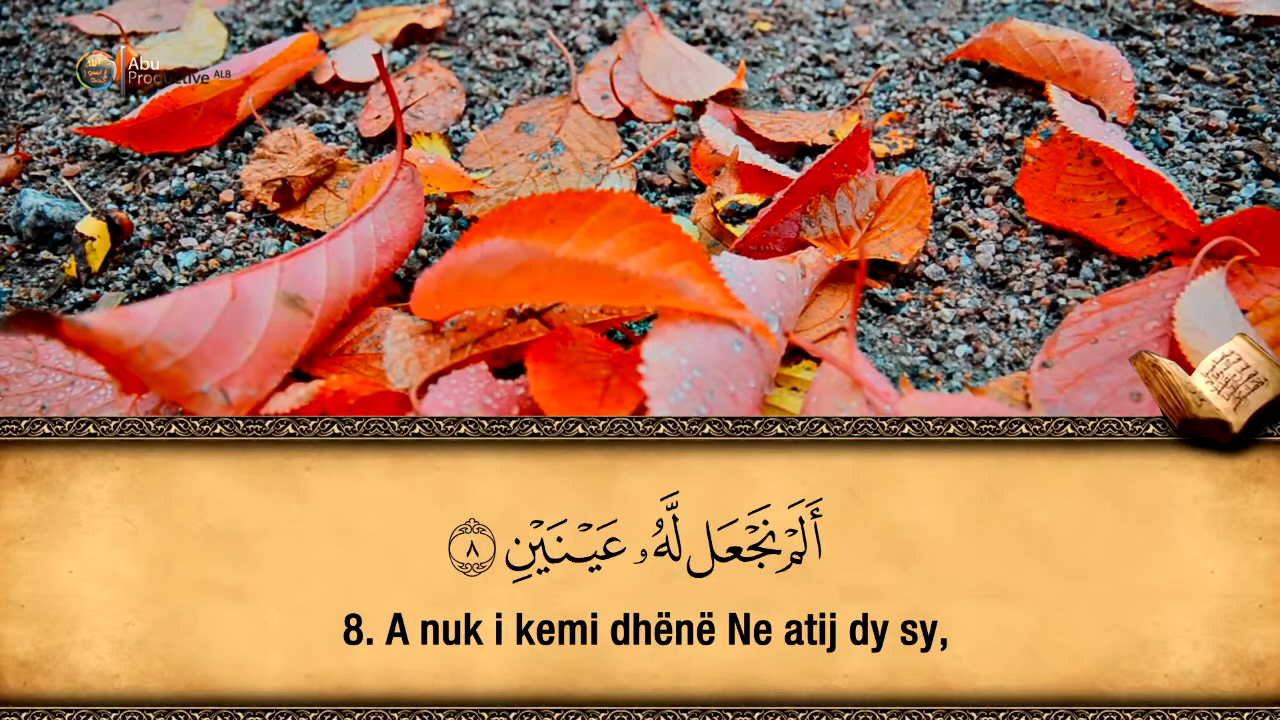 Abu
Productive ALB
أَلَمْ نَجْعَل لَّهُۥ عَيْنَيْنِ ٨
8. A nuk i kemi dhënë Ne atij dy sy,